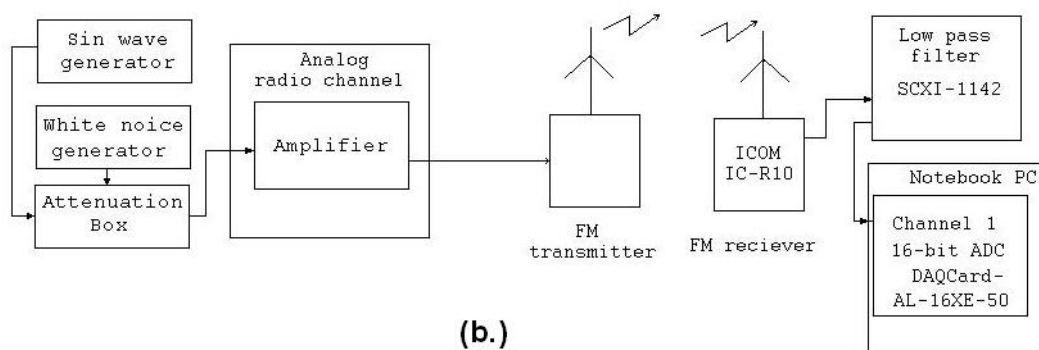 Sin wave
generator
White noice
generator
Attenuation
Box
Analog
radio channel
Amplifier
FM
transmitter
ICOM
IC-R10
FM reciever
Low pass
filter
SCXI-1142
Notebook PC
Channel 1
16-bit ADC
DAQCard-
AL-16XE-50
(b.)